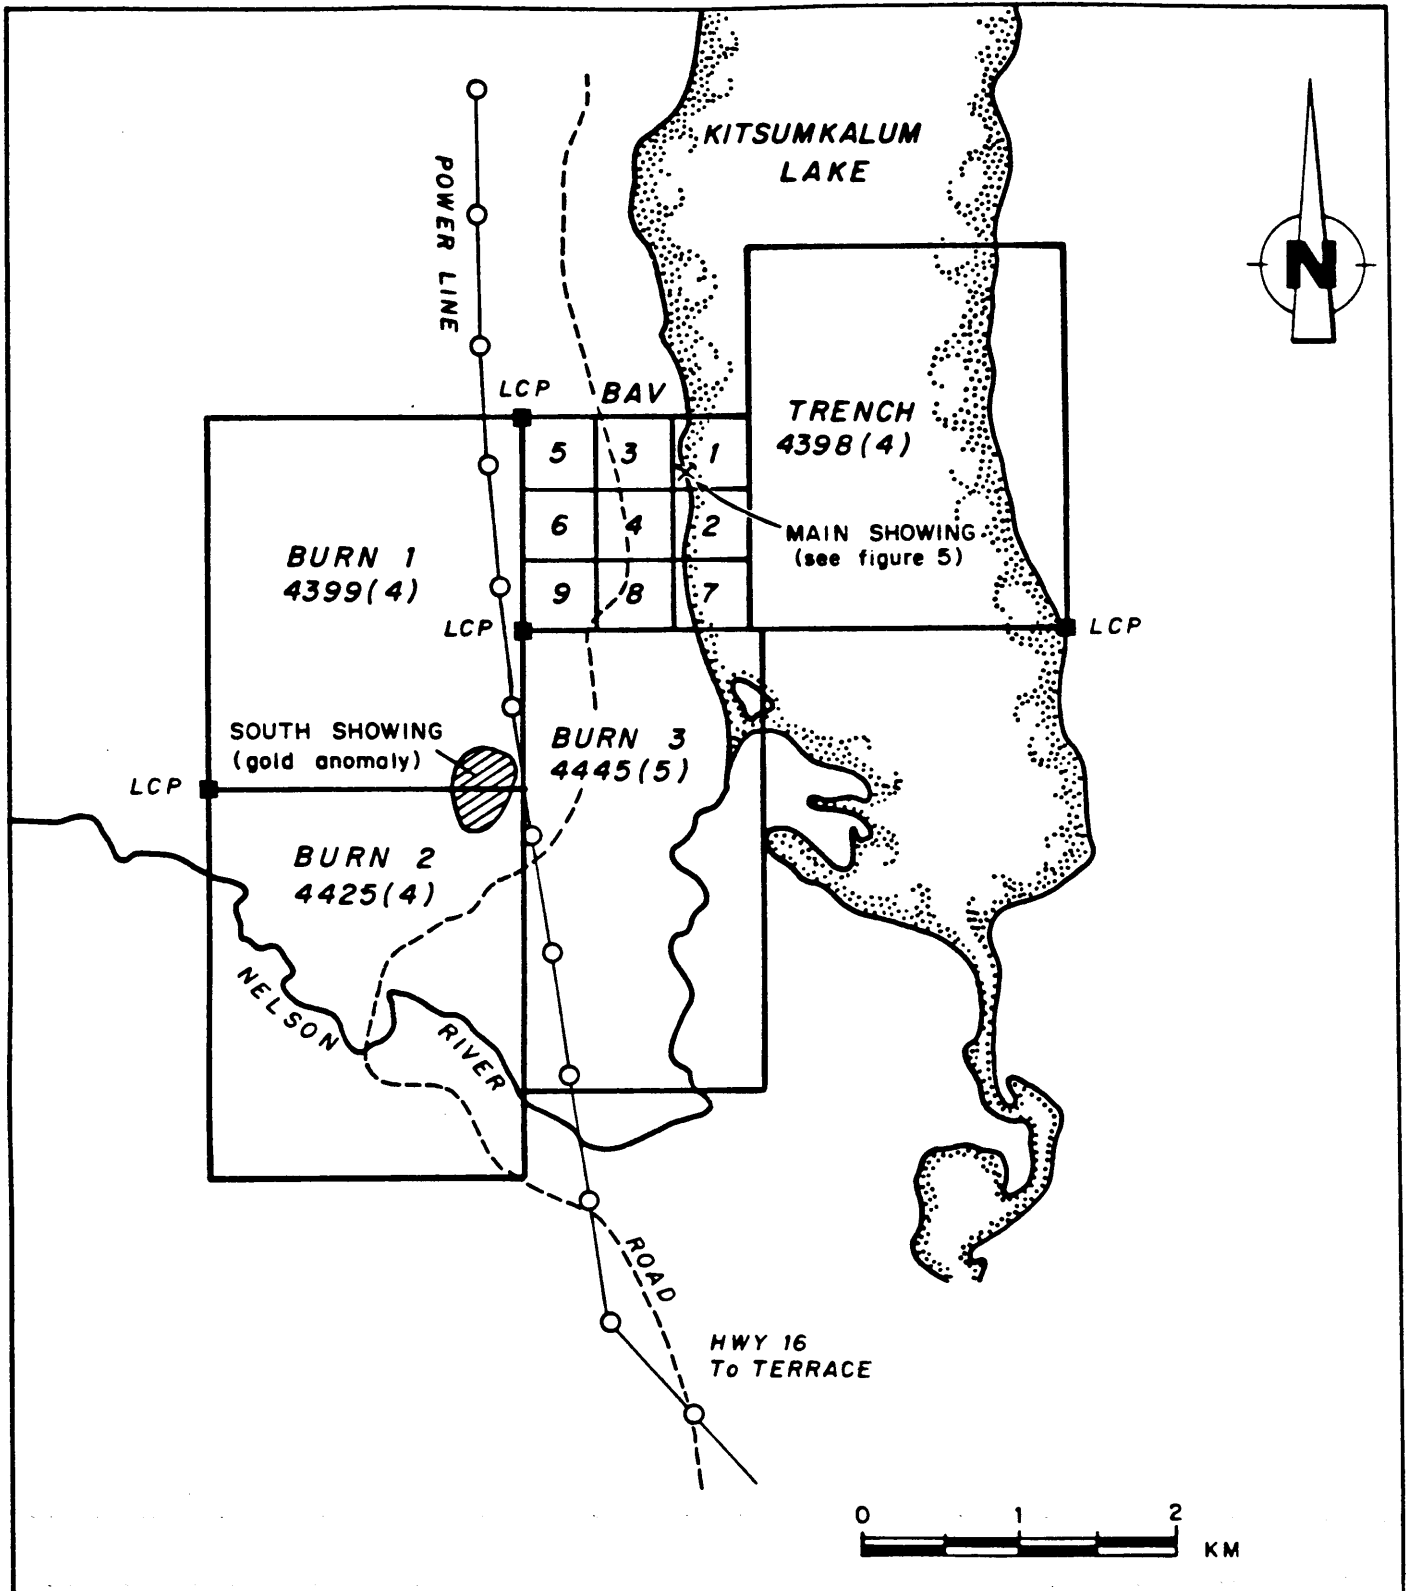 KITSUMKALUM
LAKE
POWER LINE
N
LCP
BAV
TRENCH
4398(4)
5
3
1
6
4
2
MAIN SHOWING
(see figure 5)
BURN 1
4399(4)
9
8
7
LCP
LCP
SOUTH SHOWING
(gold anomaly)
BURN 3
4445(5)
LCP
BURN 2
4425(4)
NELSON
RIVER
ROAD
HWY 16
To TERRACE
0 1 2
KM